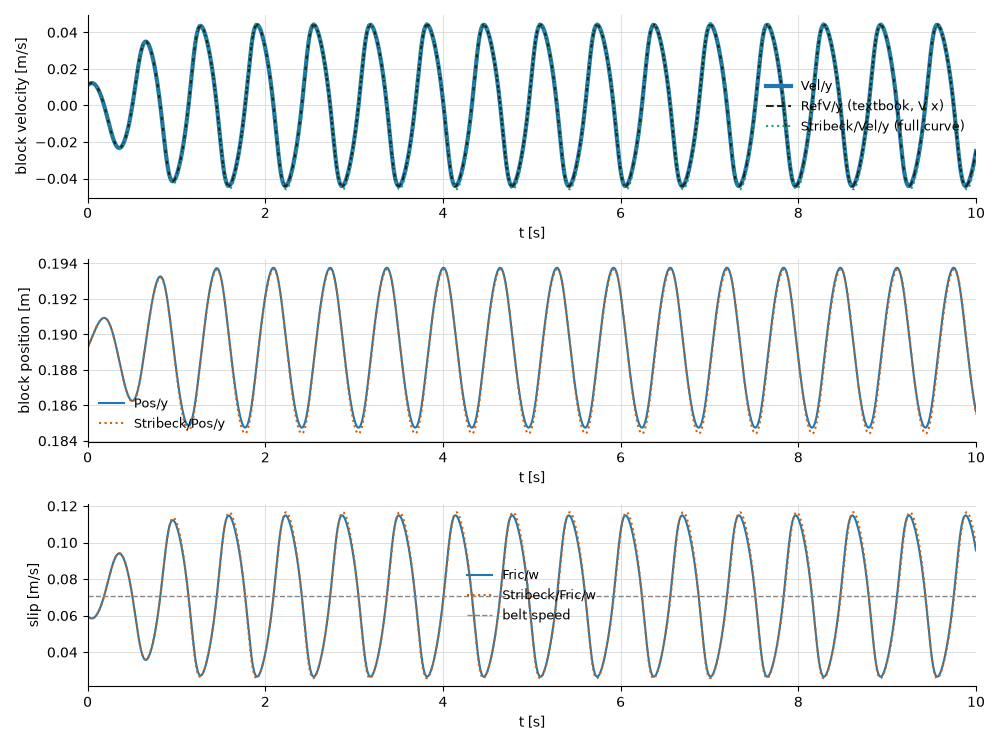 0.04
0.02
0.00
−0.02
−0.04
block velocity [m/s]
Vel/y
RefV/y (textbook, V x)
Stribeck/Vel/y (full curve)
0 2 4 6 8 10
t [s]
0.194
0.192
0.190
0.188
0.186
0.184
block position [m]
Pos/y
Stribeck/Pos/y
0 2 4 6 8 10
t [s]
0.12
0.10
0.08
0.06
0.04
slip [m/s]
Fric/w
Stribeck/Fric/w
belt speed
0 2 4 6 8 10
t [s]